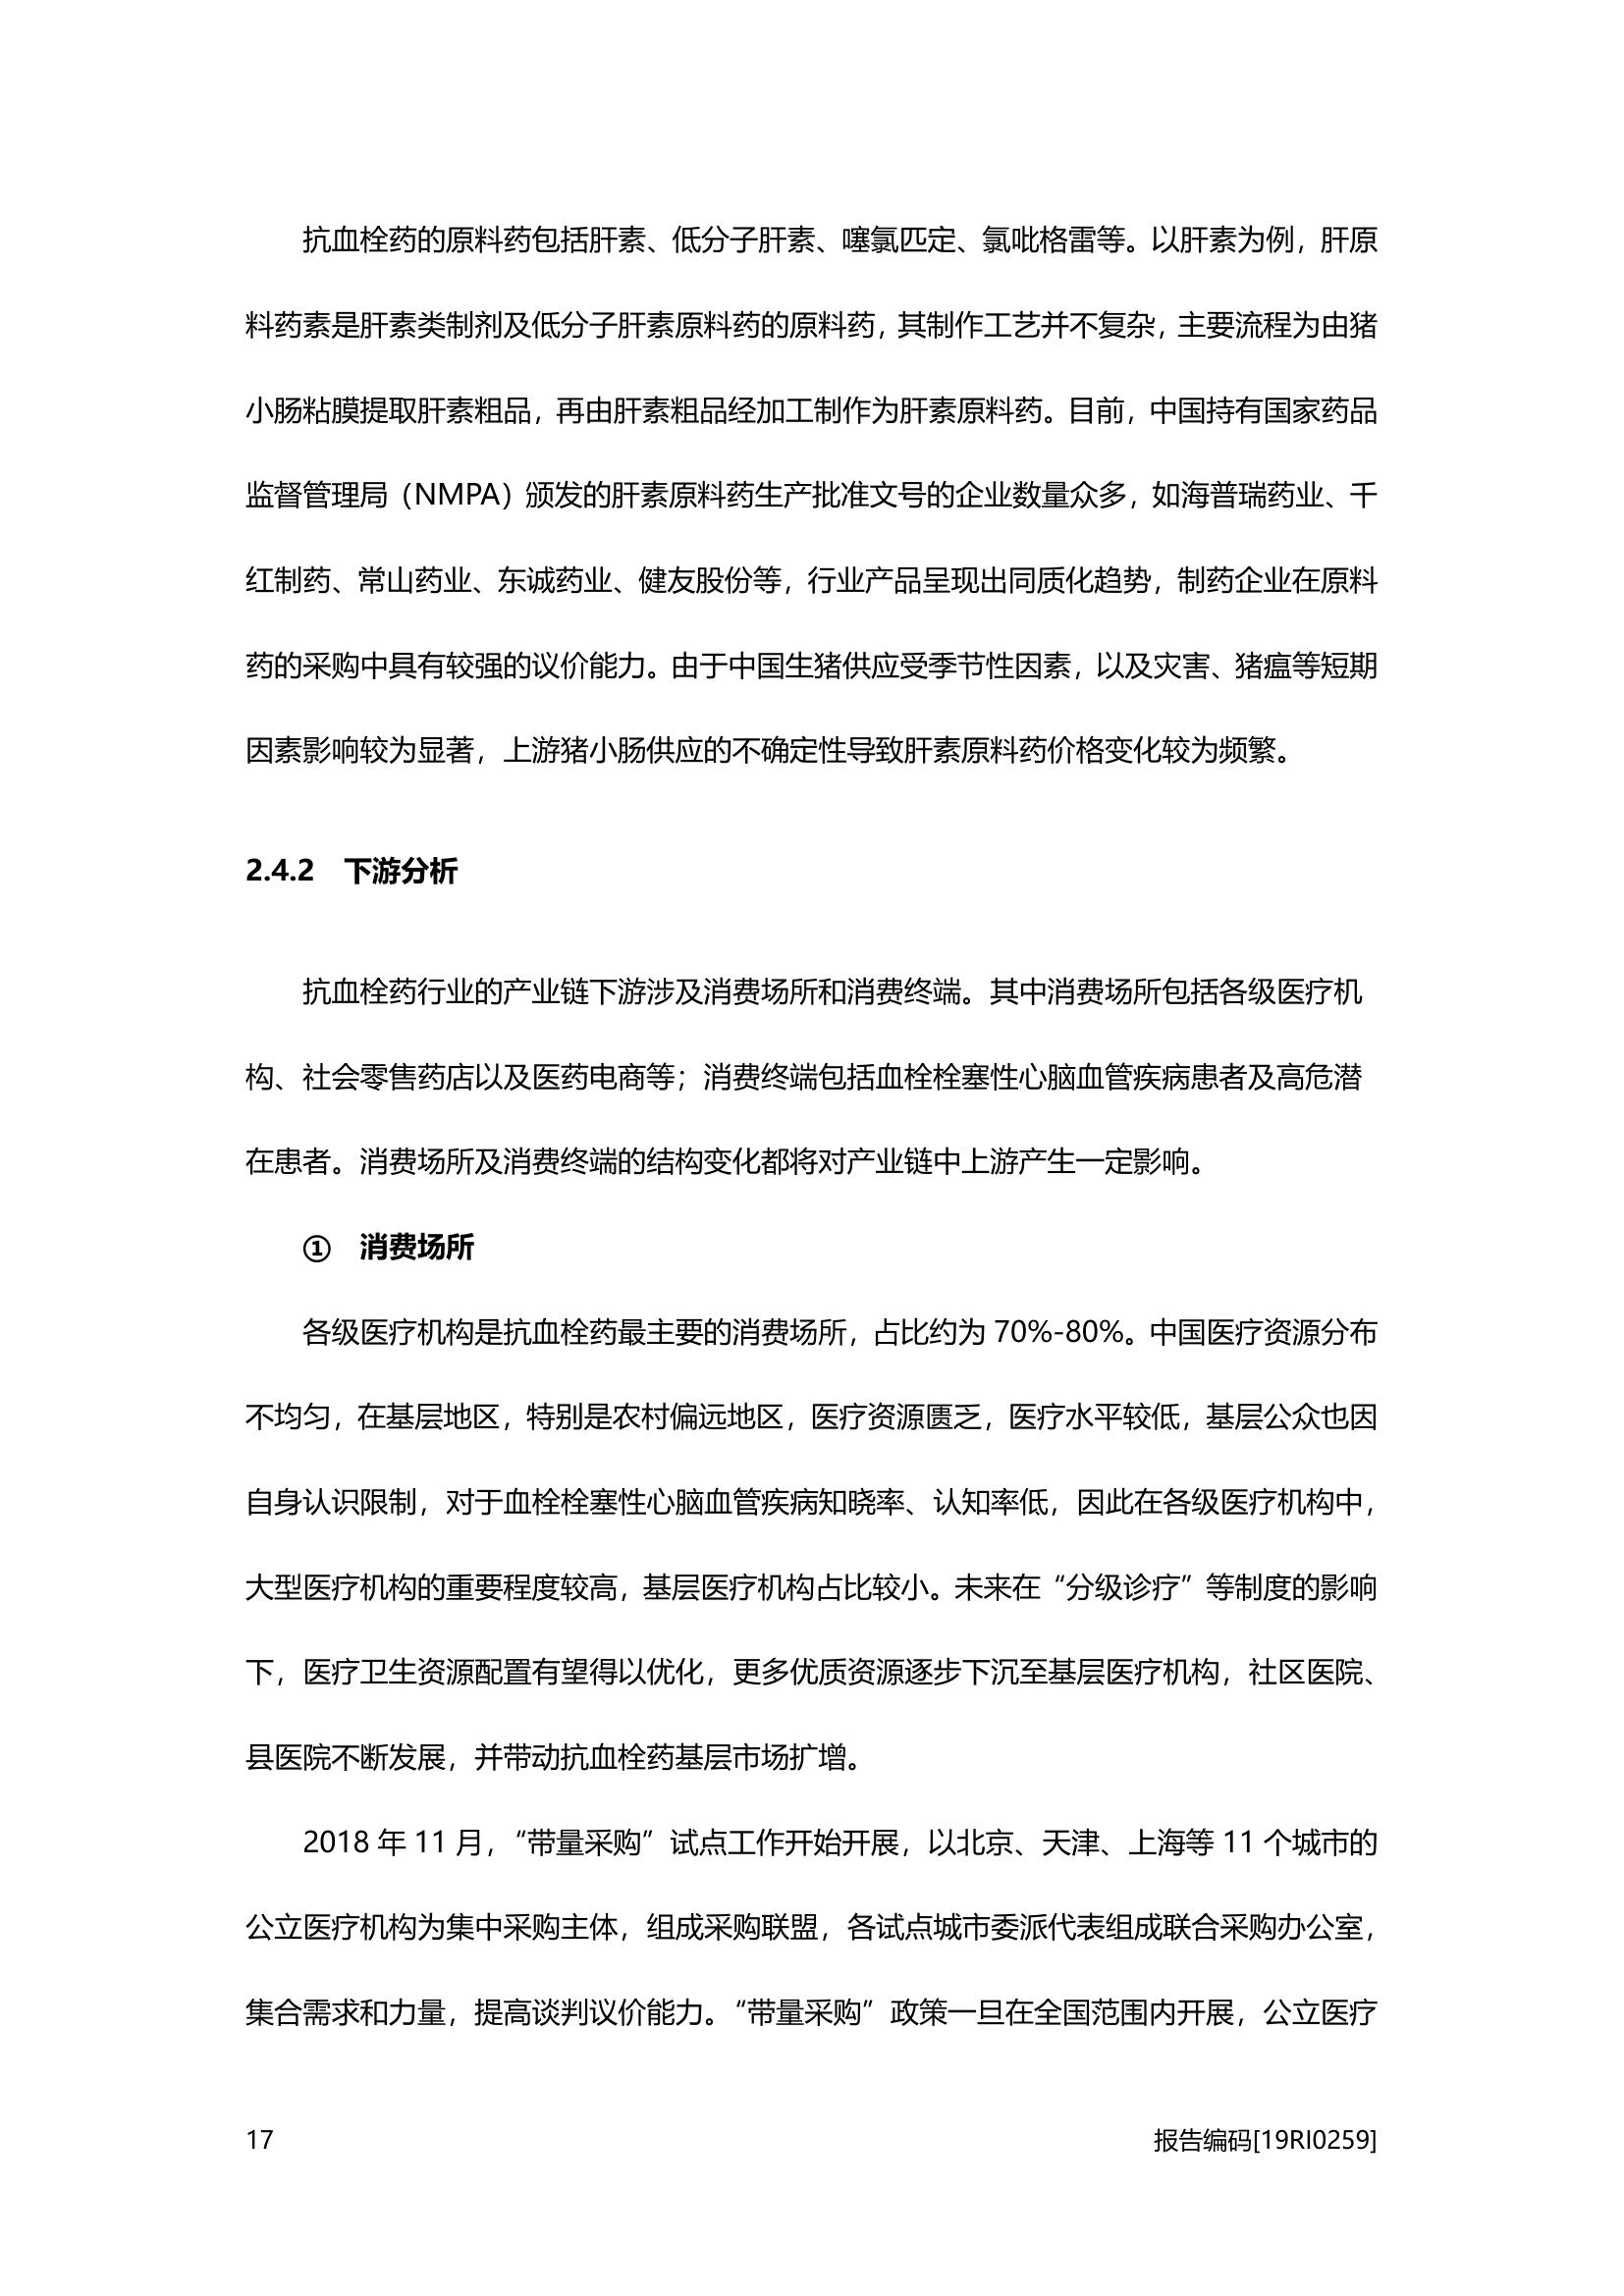 抗血栓药的原料药包括肝素、低分子肝素、噻氯匹定、氯吡格雷等。以肝素为例，肝原
料药素是肝素类制剂及低分子肝素原料药的原料药，其制作工艺并不复杂，主要流程为由猪
小肠粘膜提取肝素粗品，再由肝素粗品经加工制作为肝素原料药。目前，中国持有国家药品
监督管理局（NMPA）颁发的肝素原料药生产批准文号的企业数量众多，如海普瑞药业、千
红制药、常山药业、东诚药业、健友股份等，行业产品呈现出同质化趋势，制药企业在原料
药的采购中具有较强的议价能力。由于中国生猪供应受季节性因素，以及灾害、猪瘟等短期
因素影响较为显著，上游猪小肠供应的不确定性导致肝素原料药价格变化较为频繁。
2.4.2 下游分析
抗血栓药行业的产业链下游涉及消费场所和消费终端。其中消费场所包括各级医疗机
构、社会零售药店以及医药电商等；消费终端包括血栓栓塞性心脑血管疾病患者及高危潜
在患者。消费场所及消费终端的结构变化都将对产业链中上游产生一定影响。
① 消费场所
各级医疗机构是抗血栓药最主要的消费场所，占比约为 70%-80%。中国医疗资源分布
不均匀，在基层地区，特别是农村偏远地区，医疗资源匮乏，医疗水平较低，基层公众也因
自身认识限制，对于血栓栓塞性心脑血管疾病知晓率、认知率低，因此在各级医疗机构中，
大型医疗机构的重要程度较高，基层医疗机构占比较小。未来在“分级诊疗”等制度的影响
下，医疗卫生资源配置有望得以优化，更多优质资源逐步下沉至基层医疗机构，社区医院、
县医院不断发展，并带动抗血栓药基层市场扩增。
2018 年 11 月，“带量采购”试点工作开始开展，以北京、天津、上海等 11 个城市的
公立医疗机构为集中采购主体，组成采购联盟，各试点城市委派代表组成联合采购办公室，
集合需求和力量，提高谈判议价能力。“带量采购”政策一旦在全国范围内开展，公立医疗
17 报告编码[19RI0259]